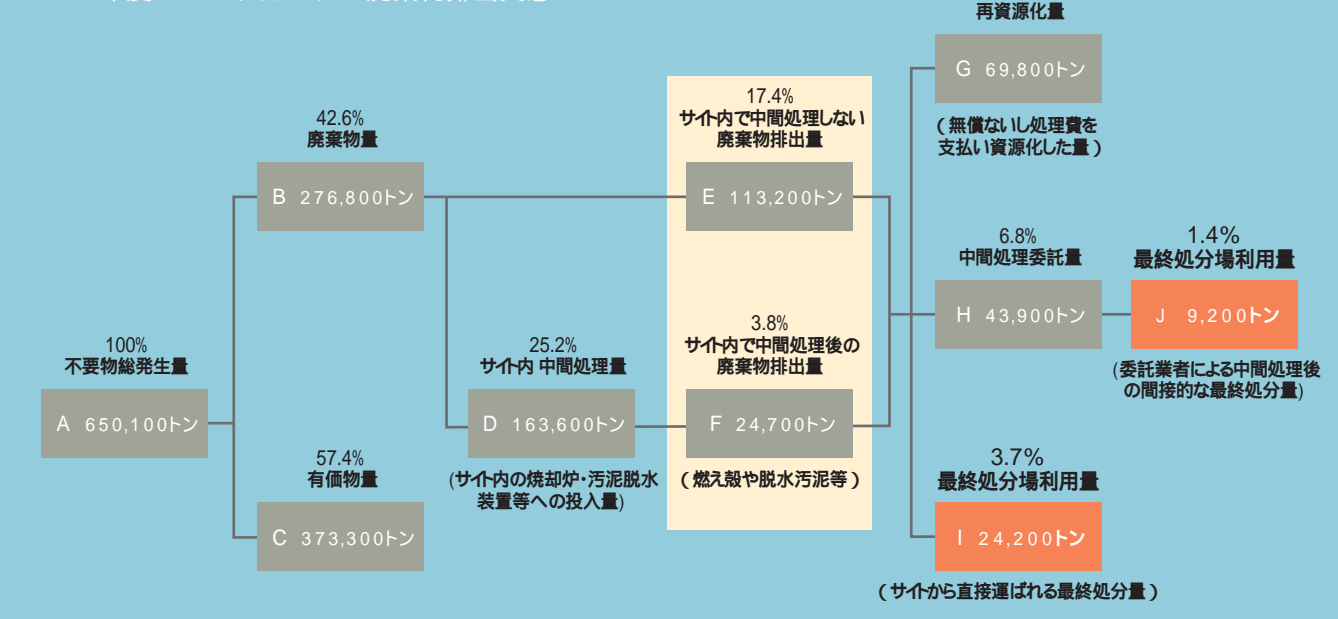 再資源化量
G 69,800トン
(無償ないし処理費を
支払い資源化した量)
42.6%
廃棄物量
B 276,800トン
17.4%
サイト内で中間処理しない
廃棄物排出量
E 113,200トン
6.8%
中間処理委託量
H 43,900トン
1.4%
最終処分場利用量
J 9,200トン
(委託業者による中間処理後
の間接的な最終処分量)
100%
不要物総発生量
A 650,100トン
25.2%
サイト内 中間処理量
D 163,600トン
(サイト内の焼却炉・汚泥脱水
装置等への投入量)
3.8%
サイト内で中間処理後の
廃棄物排出量
F 24,700トン
(燃え殻や脱水汚泥等)
57.4%
有価物量
C 373,300トン
3.7%
最終処分場利用量
I 24,200トン
(サイトから直接運ばれる最終処分量)